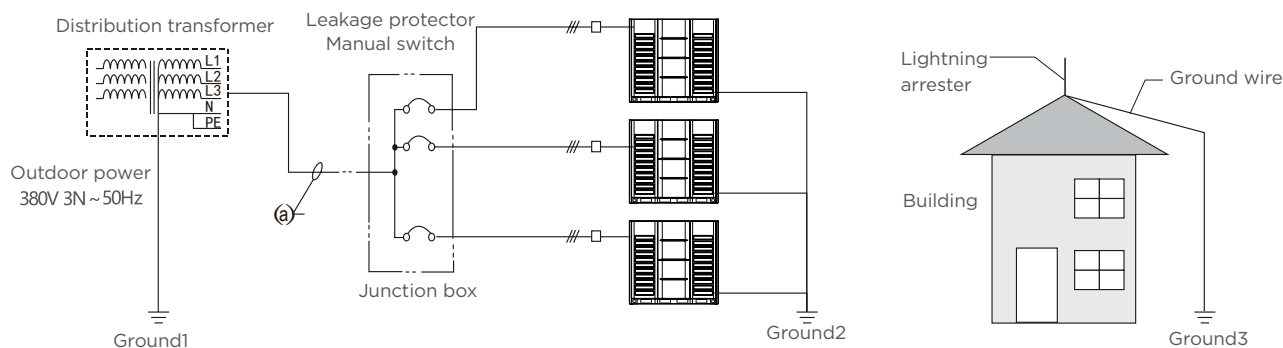 Distribution transformer
L1
L2
L3
N
PE
Outdoor power
380V 3N ~ 50Hz
(a)
Ground1
Leakage protector
Manual switch
Junction box
Ground2
Lightning
arrester
Ground wire
Building
Ground3